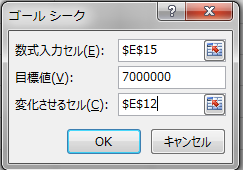 ゴール シーク
数式入力セル(E): $E$15
目標値(V): 7000000
変化させるセル(C): $E$12
OK キャンセル